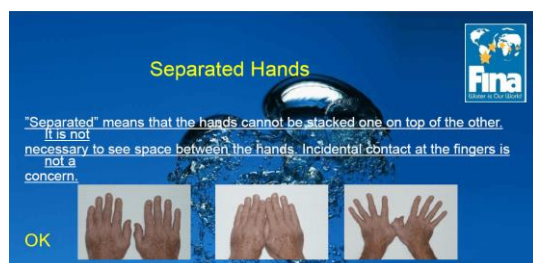 Separated Hands
Fina
Water is Our World
"Separated" means that the hands cannot be stacked one on top of the other.
It is not
necessary to see space between the hands. Incidental contact at the fingers is
not a
concern.
OK